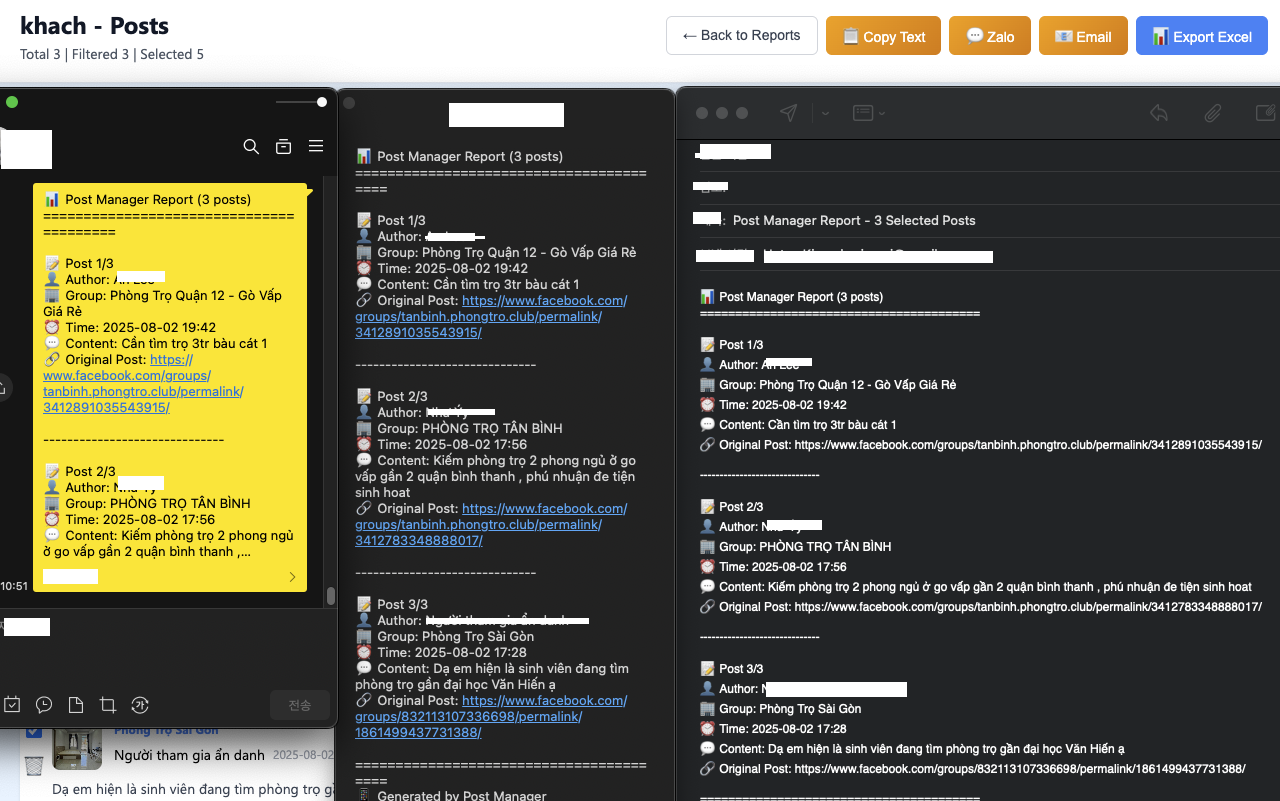 khach - Posts
Total 3 | Filtered 3 | Selected 5
← Back to Reports
📋 Copy Text
💬 Zalo
📧 Email
📊 Export Excel
📊 Post Manager Report (3 posts)
===============================
=========
📝 Post 1/3
👤 Author:
🏢 Group: Phòng Trọ Quận 12 - Gò Vấp
Giá Rẻ
⏰ Time: 2025-08-02 19:42
💬 Content: Cần tìm trọ 3tr bàu cát 1
🔗 Original Post: https://
www.facebook.com/groups/
tanbinh.phongtro.club/permalink/
3412891035543915/
------------------------------
📝 Post 2/3
👤 Author:
🏢 Group: PHÒNG TRỌ TÂN BÌNH
⏰ Time: 2025-08-02 17:56
💬 Content: Kiếm phòng trọ 2 phong ngủ
ở go vấp gần 2 quận bình thanh ,...
10:51
전송
Phòng Trọ Sài Gòn
Người tham gia ẩn danh 2025-08-02
Dạ em hiện là sinh viên đang tìm phòng trọ
📊 Post Manager Report (3 posts)
====================================
====
📝 Post 1/3
👤 Author:
🏢 Group: Phòng Trọ Quận 12 - Gò Vấp Giá Rẻ
⏰ Time: 2025-08-02 19:42
💬 Content: Cần tìm trọ 3tr bàu cát 1
🔗 Original Post: https://www.facebook.com/
groups/tanbinh.phongtro.club/permalink/
3412891035543915/
------------------------------
📝 Post 2/3
👤 Author: Như Ý
🏢 Group: PHÒNG TRỌ TÂN BÌNH
⏰ Time: 2025-08-02 17:56
💬 Content: Kiếm phòng trọ 2 phong ngủ ở go
vấp gần 2 quận bình thanh , phú nhuận đe tiện
sinh hoat
🔗 Original Post: https://www.facebook.com/
groups/tanbinh.phongtro.club/permalink/
3412783348888017/
------------------------------
📝 Post 3/3
👤 Author: Người tham gia ẩn danh
🏢 Group: Phòng Trọ Sài Gòn
⏰ Time: 2025-08-02 17:28
💬 Content: Dạ em hiện là sinh viên đang tìm
phòng trọ gần đại học Văn Hiến ạ
🔗 Original Post: https://www.facebook.com/
groups/832113107336698/permalink/
1861499437731388/
====================================
====
Generated by Post Manager
Post Manager Report - 3 Selected Posts
📊 Post Manager Report (3 posts)
========================================
📝 Post 1/3
👤 Author:
🏢 Group: Phòng Trọ Quận 12 - Gò Vấp Giá Rẻ
⏰ Time: 2025-08-02 19:42
💬 Content: Cần tìm trọ 3tr bàu cát 1
🔗 Original Post: https://www.facebook.com/groups/tanbinh.phongtro.club/permalink/3412891035543915/
------------------------------
📝 Post 2/3
👤 Author:
🏢 Group: PHÒNG TRỌ TÂN BÌNH
⏰ Time: 2025-08-02 17:56
💬 Content: Kiếm phòng trọ 2 phong ngủ ở go vấp gần 2 quận bình thanh , phú nhuận đe tiện sinh hoat
🔗 Original Post: https://www.facebook.com/groups/tanbinh.phongtro.club/permalink/3412783348888017/
------------------------------
📝 Post 3/3
👤 Author:
🏢 Group: Phòng Trọ Sài Gòn
⏰ Time: 2025-08-02 17:28
💬 Content: Dạ em hiện là sinh viên đang tìm phòng trọ gần đại học Văn Hiến ạ
🔗 Original Post: https://www.facebook.com/groups/832113107336698/permalink/1861499437731388/
========================================